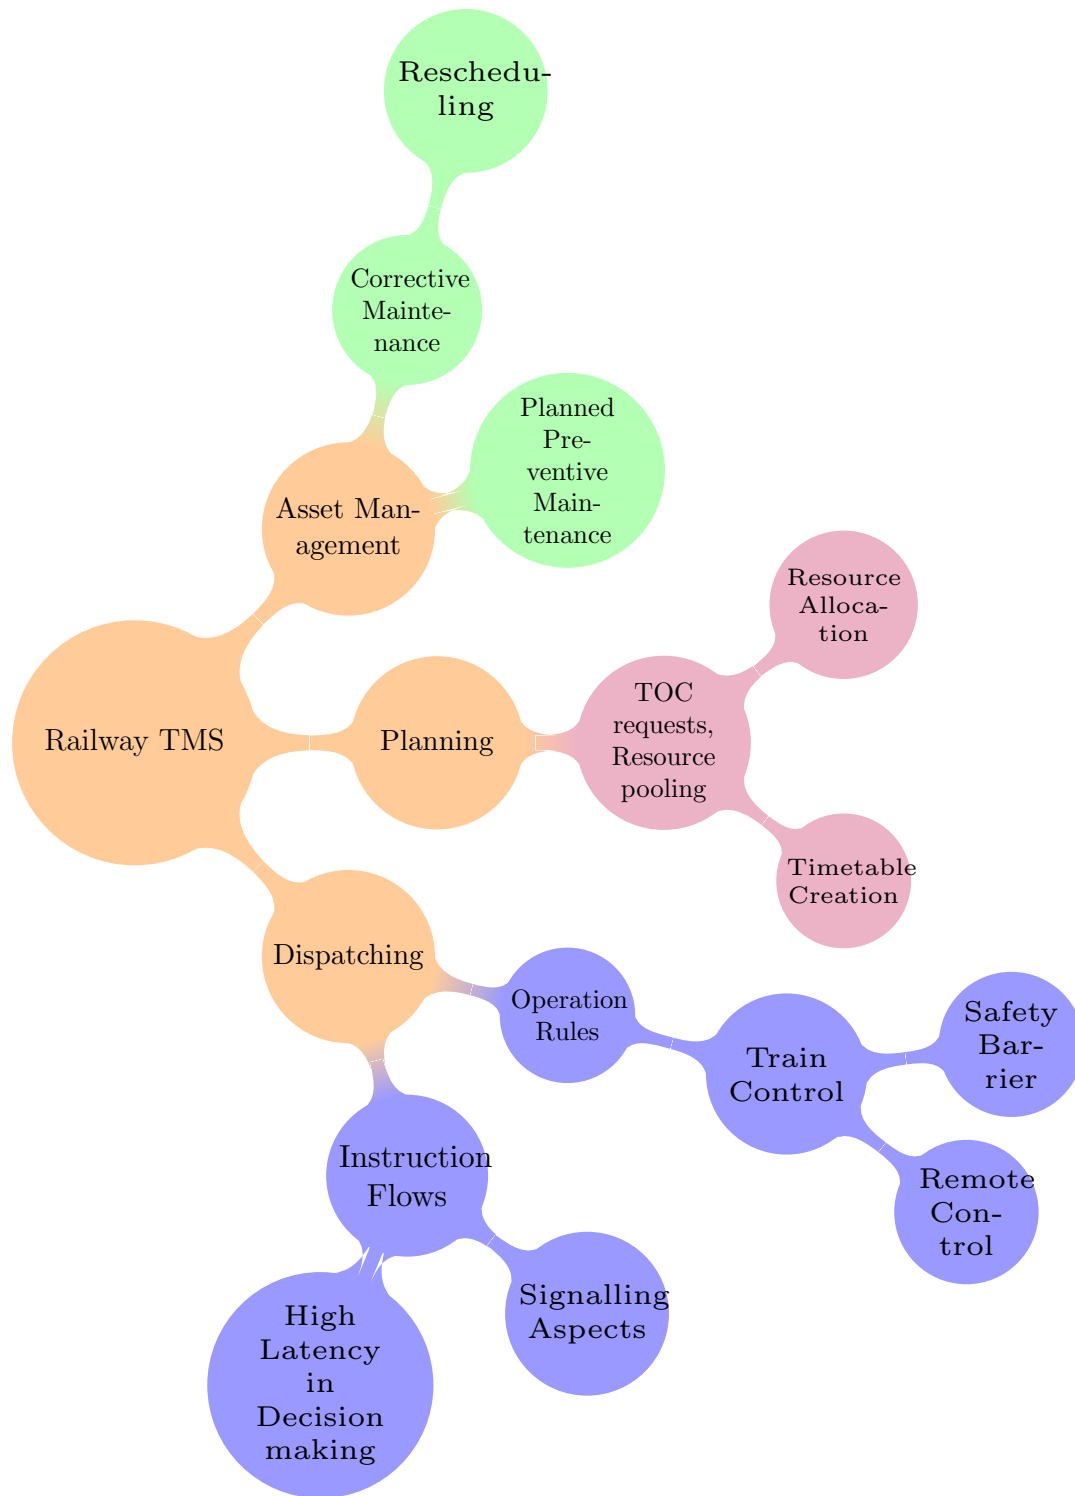 Reschedu-
ling
Corrective
Mainte-
nance
Planned
Pre-
ventive
Main-
tenance
Asset Man-
agement
Resource
Alloca-
tion
TOC
requests,
Resource
pooling
Railway TMS
Planning
Timetable
Creation
Dispatching
Operation
Rules
Safety
Bar-
rier
Train
Control
Remote
Con-
trol
Instruction
Flows
Signalling
Aspects
High
Latency
in
Decision
making